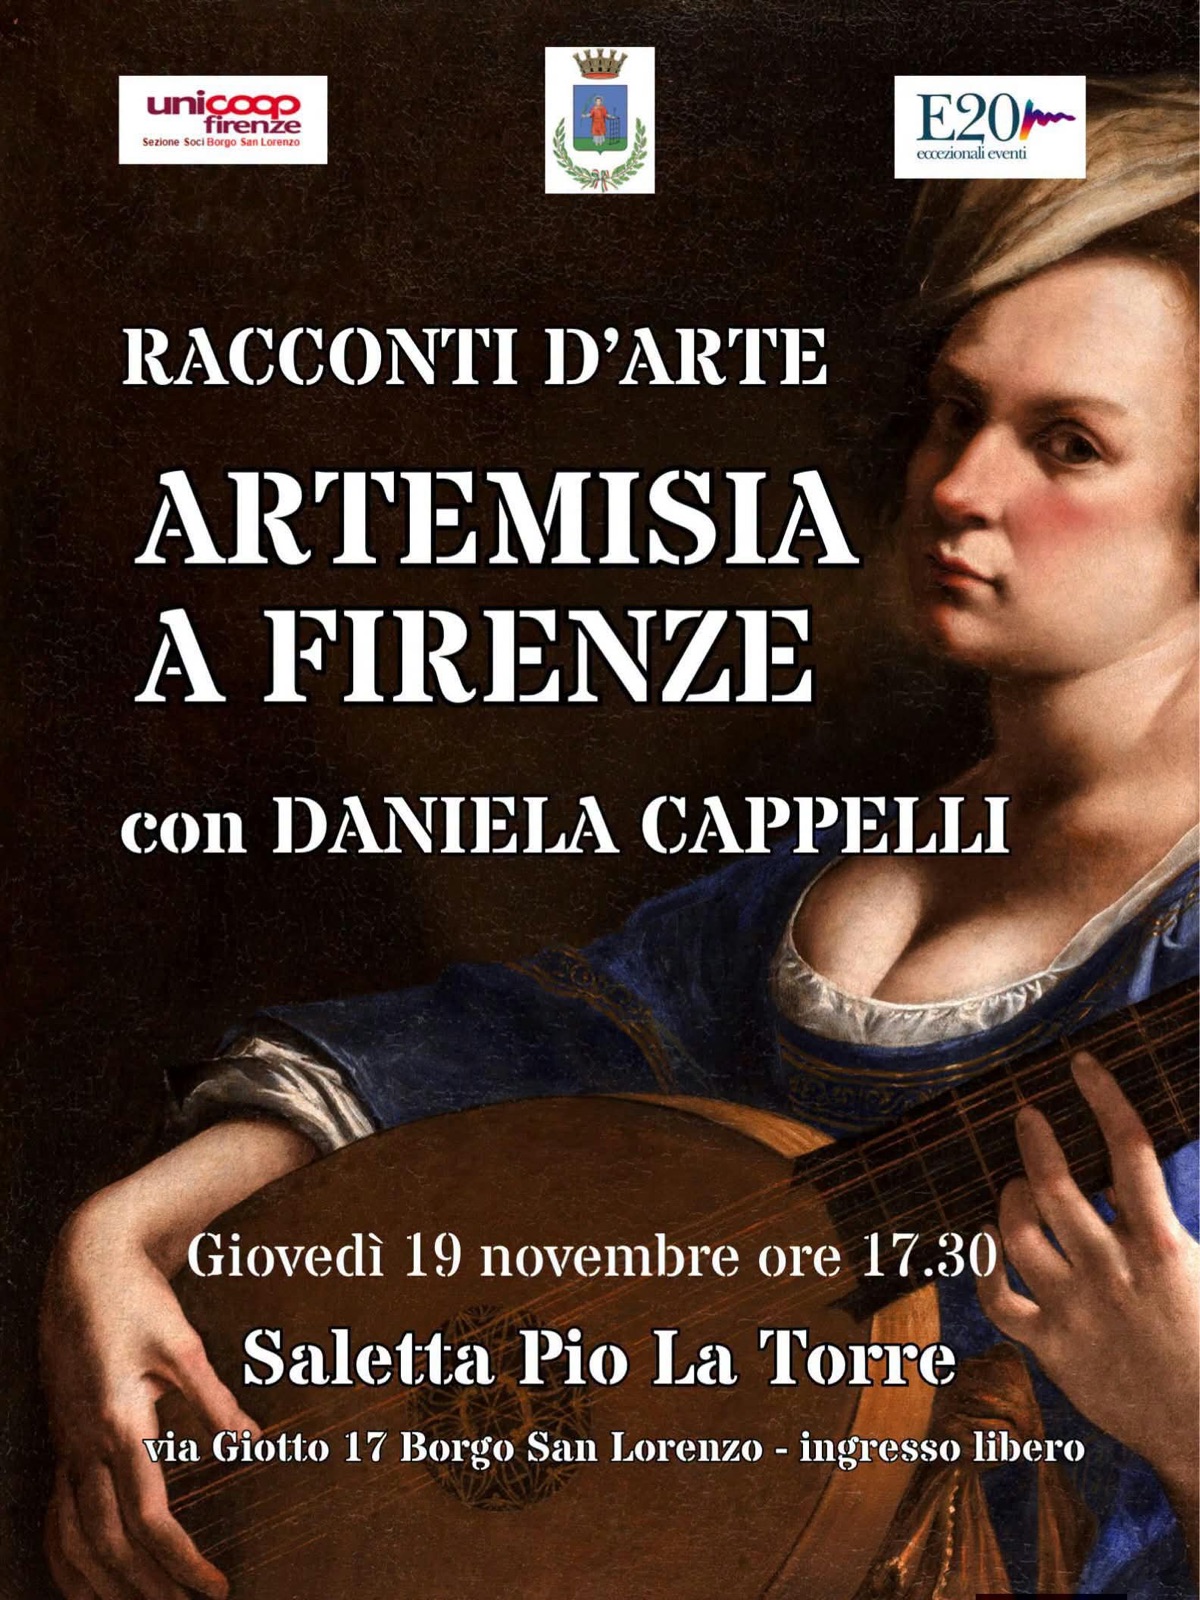 unicoop
firenze
Sezione Soci Borgo San Lorenzo
E20
eccezionali eventi
RACCONTI D’ARTE
ARTEMISIA
A FIRENZE
con DANIELA CAPPELLI
Giovedì 19 novembre ore 17.30
Saletta Pio La Torre
via Giotto 17 Borgo San Lorenzo - ingresso libero